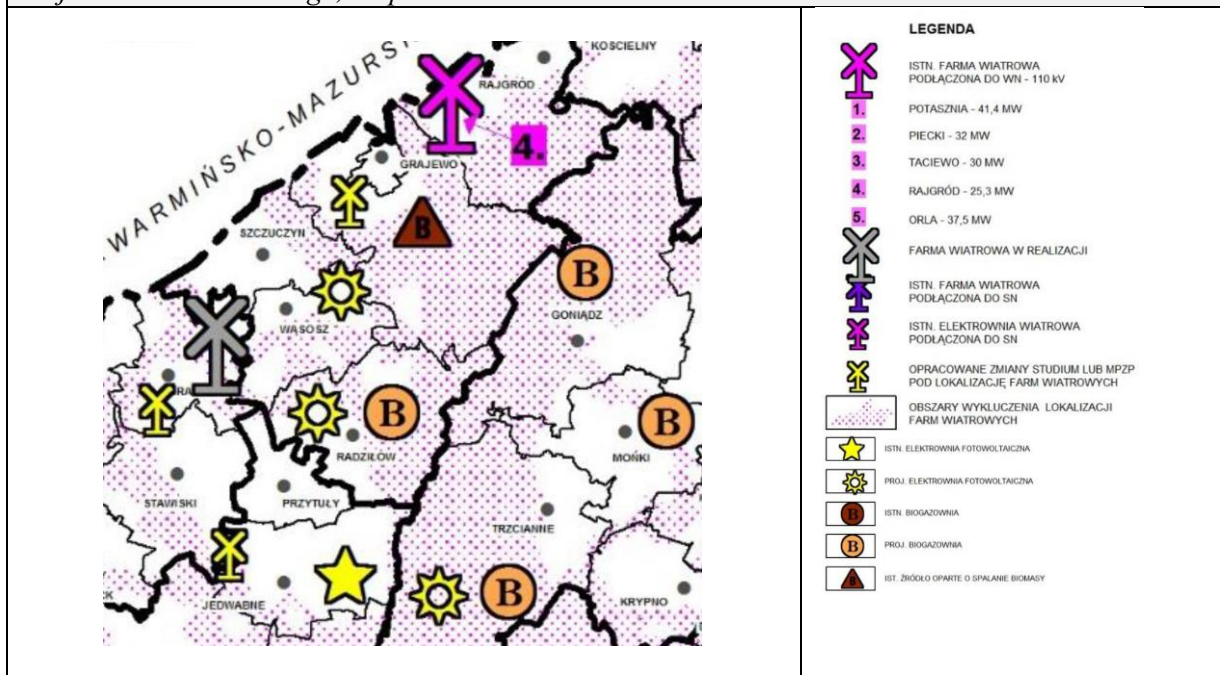 WARMIŃSKO-MAZURS
KOŚCIELNY
RAJGRÓD
4.
GRAJEWO
B
SZCZUCZYN
B
GONIĄDZ
WĄSOSZ
B
B
RADZIŁÓW
MOŃKI
STAWISKI
PRZYTUŁY
TRZCIANNE
B
JEDWABNE
KRYPNO
LEGENDA
ISTN. FARMA WIATROWA
PODŁĄCZONA DO WN - 110 kV
1. POTASZNIA - 41,4 MW
2. PIECKI - 32 MW
3. TACIEWO - 30 MW
4. RAJGRÓD - 25,3 MW
5. ORLA - 37,5 MW
FARMA WIATROWA W REALIZACJI
ISTN. FARMA WIATROWA
PODŁĄCZONA DO SN
ISTN. ELEKTROWNIA WIATROWA
PODŁĄCZONA DO SN
OPRACOWANE ZMIANY STUDIUM LUB MPZP
POD LOKALIZACJĘ FARM WIATROWYCH
OBSZARY WYKLUCZENIA LOKALIZACJI
FARM WIATROWYCH
ISTN. ELEKTROWNIA FOTOWOLTAICZNA
PROJ. ELEKTROWNIA FOTOWOLTAICZNA
B ISTN. BIOGAZOWNIA
B PROJ. BIOGAZOWNIA
B IST. ŹRÓDŁO OPARTE O SPALANIE BIOMASY